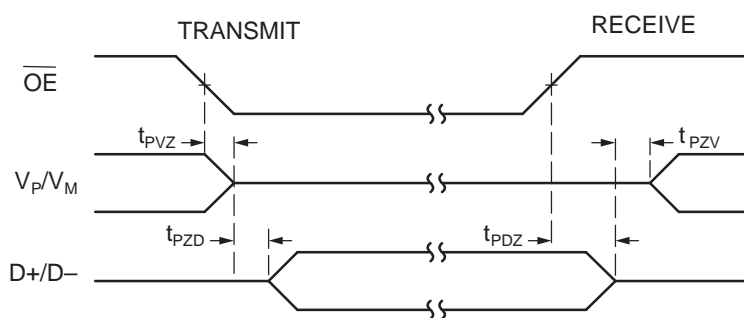 TRANSMIT
RECEIVE
OE
tPVZ
tPZV
VP/VM
tPZD
tPDZ
D+/D–